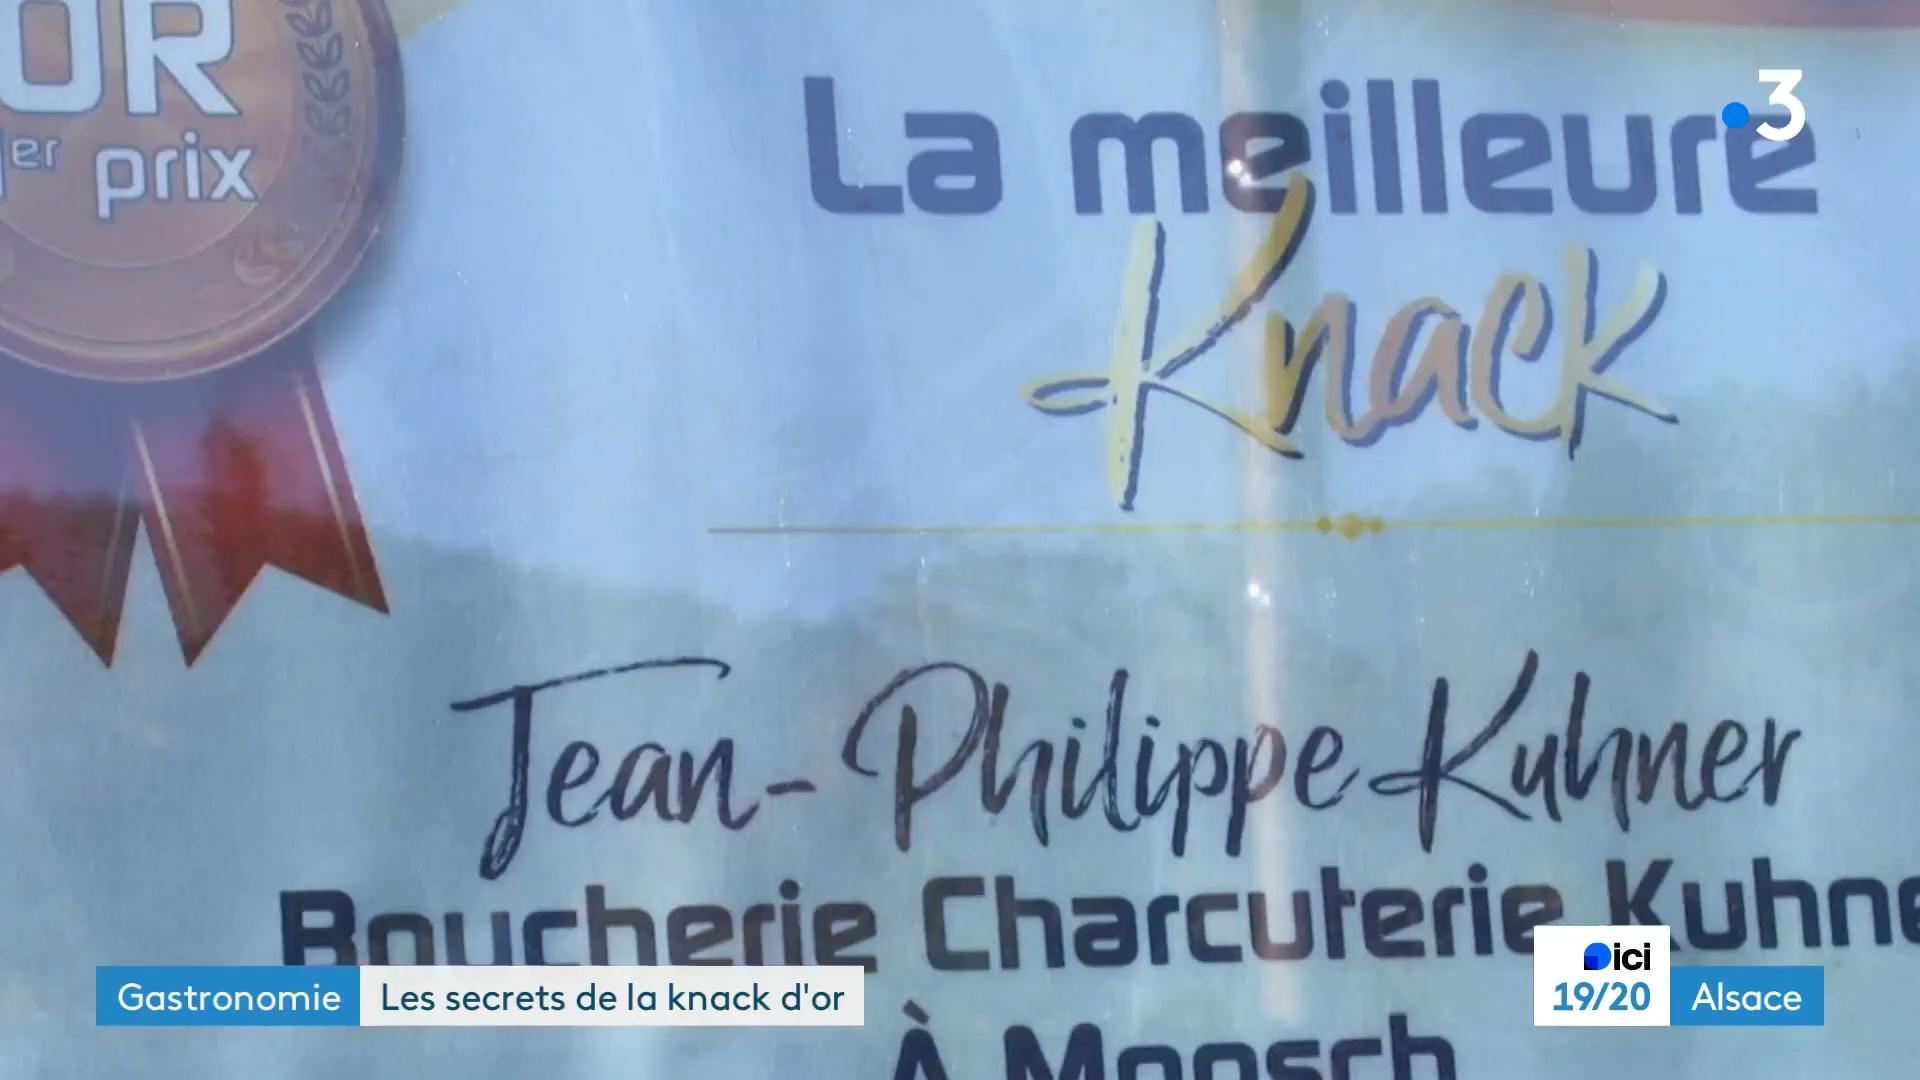 OR
1er prix
3
La meilleure
Knack
Jean-Philippe Kuhner
Boucherie Charcuterie Kuhne
À Moosch
Gastronomie
Les secrets de la knack d'or
ici
19/20
Alsace